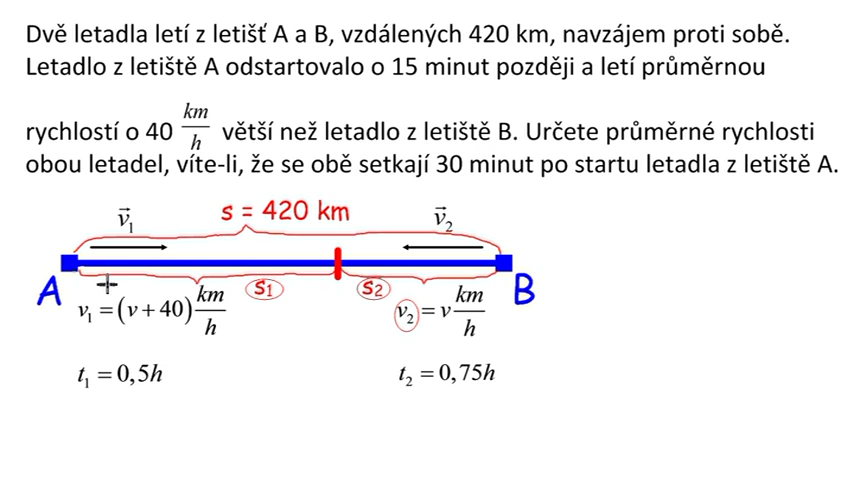 Dvě letadla letí z letišť A a B, vzdálených 420 km, navzájem proti sobě.
Letadlo z letiště A odstartovalo o 15 minut později a letí průměrnou
rychlostí o 40 km/h větší než letadlo z letiště B. Určete průměrné rychlosti
obou letadel, víte-li, že se obě setkají 30 minut po startu letadla z letiště A.
v⃗₁ s = 420 km v⃗₂
A s₁ s₂ B
v₁ = (v + 40) km/h v₂ = v km/h
t₁ = 0,5h t₂ = 0,75h